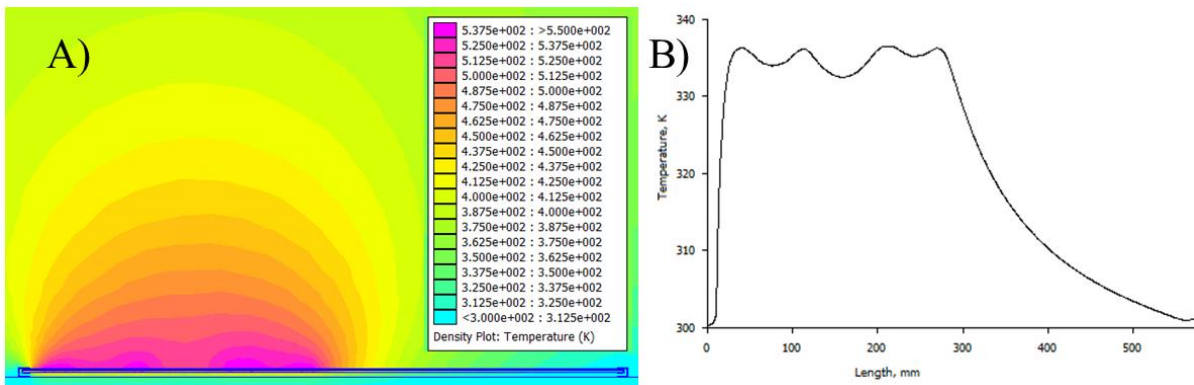 A)
5.375e+002 : >5.500e+002
5.250e+002 : 5.375e+002
5.125e+002 : 5.250e+002
5.000e+002 : 5.125e+002
4.875e+002 : 5.000e+002
4.750e+002 : 4.875e+002
4.625e+002 : 4.750e+002
4.500e+002 : 4.625e+002
4.375e+002 : 4.500e+002
4.250e+002 : 4.375e+002
4.125e+002 : 4.250e+002
4.000e+002 : 4.125e+002
3.875e+002 : 4.000e+002
3.750e+002 : 3.875e+002
3.625e+002 : 3.750e+002
3.500e+002 : 3.625e+002
3.375e+002 : 3.500e+002
3.250e+002 : 3.375e+002
3.125e+002 : 3.250e+002
<3.000e+002 : 3.125e+002
Density Plot: Temperature (K)
B)
340
330
320
310
300
Temperature, K
0 100 200 300 400 500
Length, mm